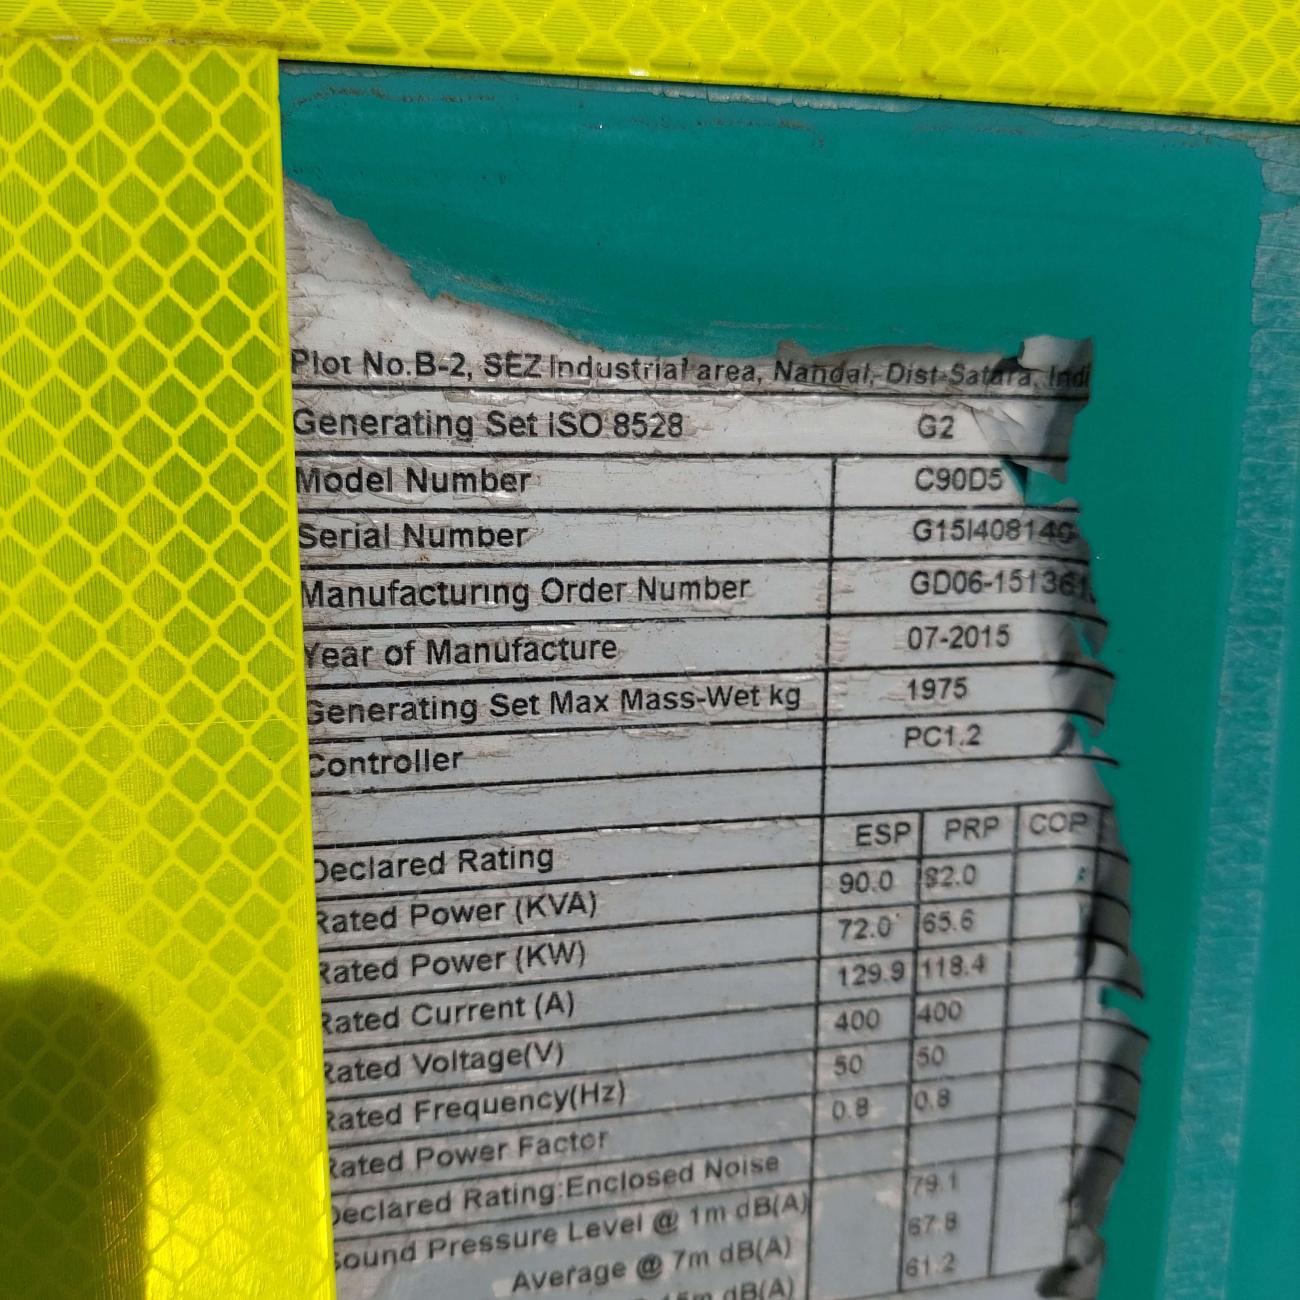 Plot No.B-2, SEZ Industrial area, Nandal, Dist-Satara, Indi
Generating Set ISO 8528 G2
Model Number C90D5
Serial Number G15I408149
Manufacturing Order Number GD06-151361
Year of Manufacture 07-2015
Generating Set Max Mass-Wet kg 1975
Controller PC1.2
Declared Rating ESP PRP COP
Rated Power (KVA) 90.0 82.0
Rated Power (KW) 72.0 65.6
Rated Current (A) 129.9 118.4
Rated Voltage(V) 400 400
Rated Frequency(Hz) 50 50
Rated Power Factor 0.8 0.8
Declared Rating:Enclosed Noise
Sound Pressure Level @ 1m dB(A) 79.1
Average @ 7m dB(A) 67.8
15m dB(A) 61.2